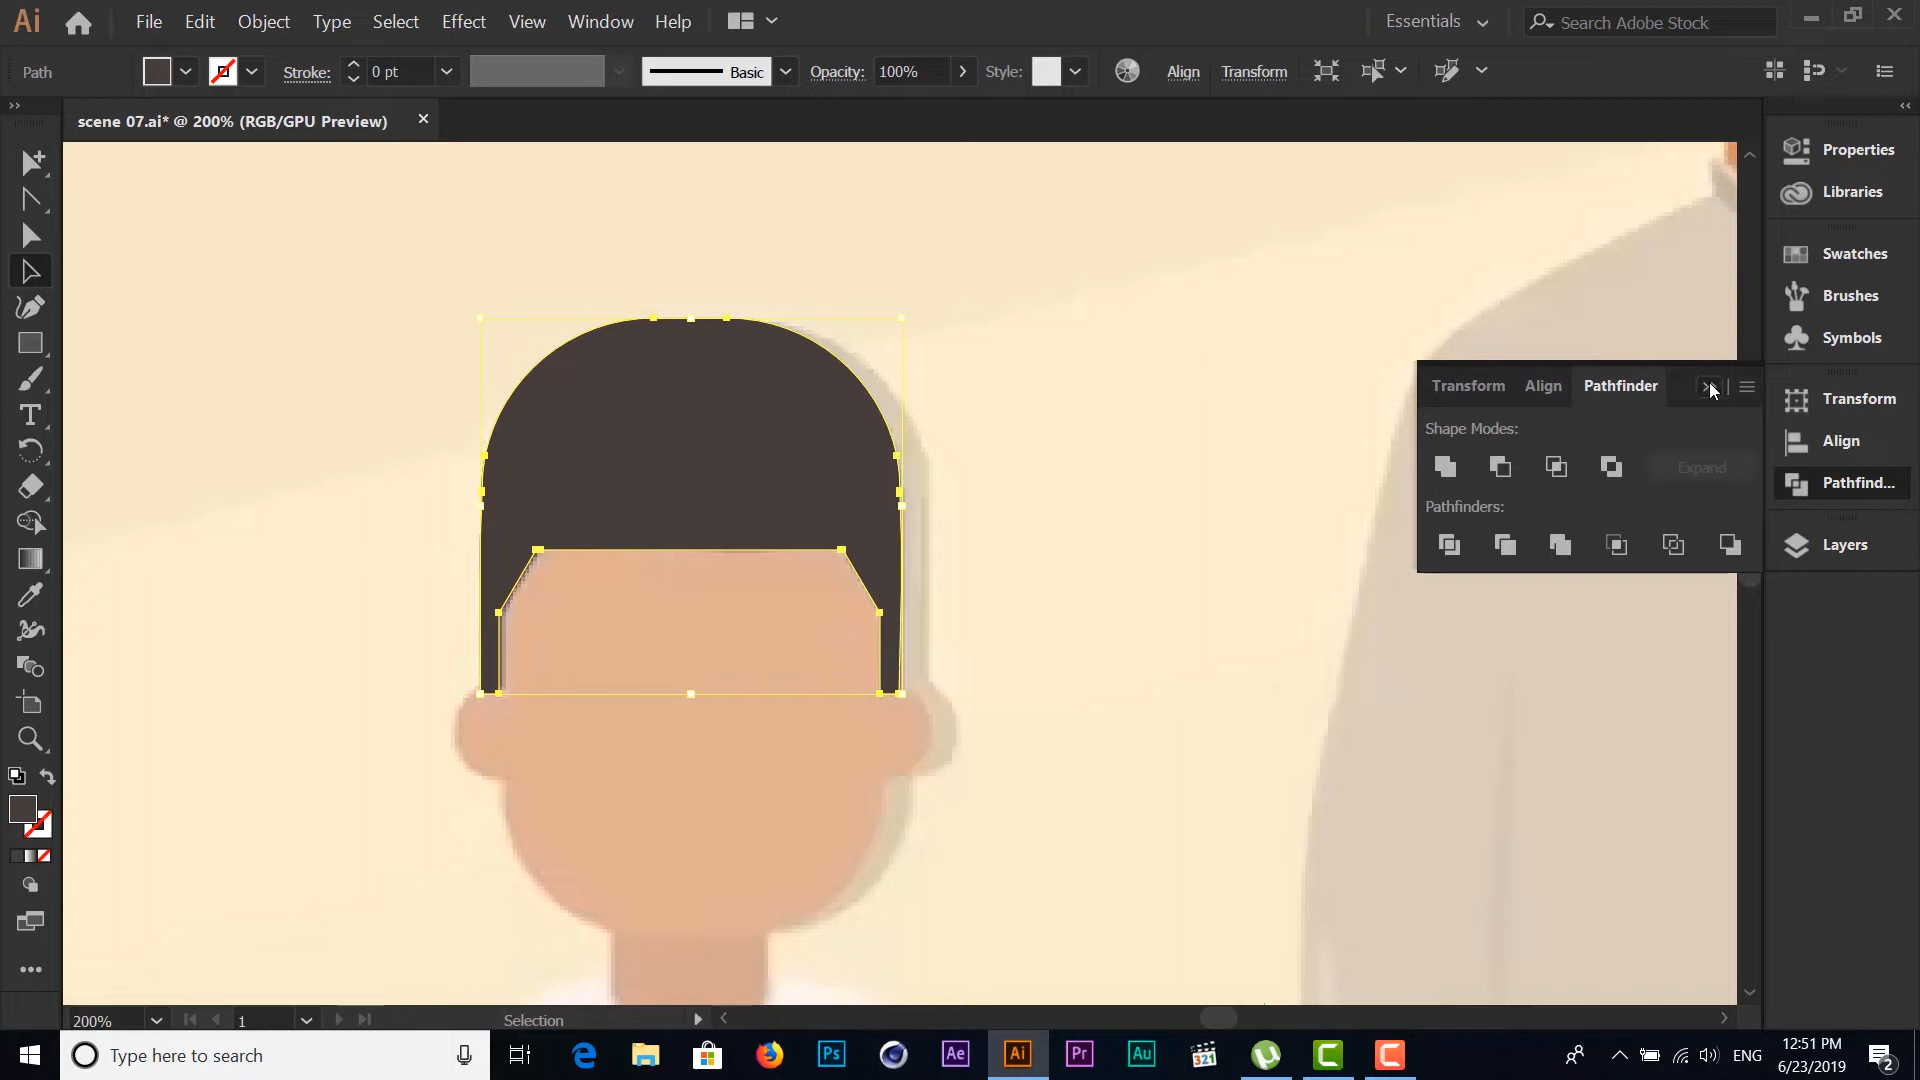 Ai File Edit Object Type Select Effect View Window Help Essentials Search Adobe Stock
Path Stroke: 0 pt Basic Opacity: 100% Style: Align Transform
scene 07.ai* @ 200% (RGB/GPU Preview)
Properties
Libraries
Swatches
Brushes
Symbols
Transform Align Pathfinder
Transform
Shape Modes:
Align
Expand
Pathfind...
Pathfinders:
Layers
200% 1 Selection
Type here to search
Ps Ae Ai Pr Au 321 ENG
12:51 PM
6/23/2019
2